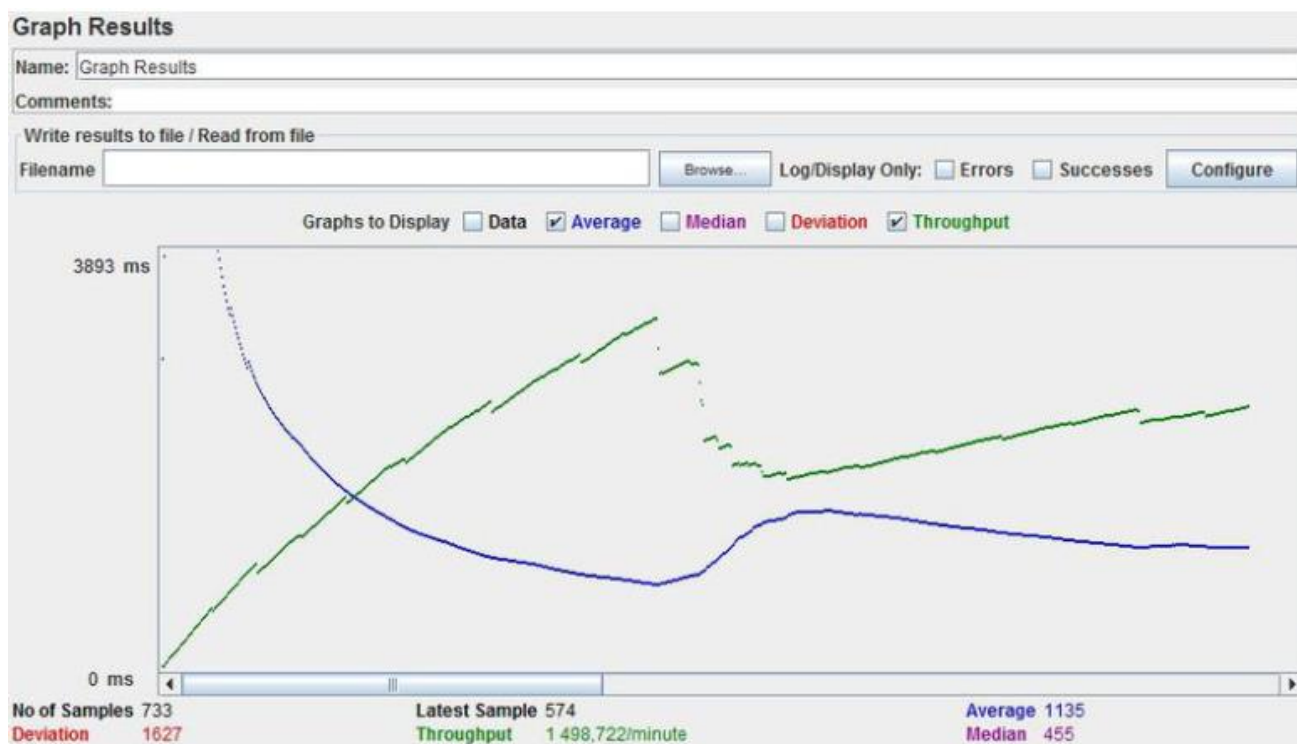 Graph Results
Name: Graph Results
Comments:
Write results to file / Read from file
Filename Browse... Log/Display Only: Errors Successes Configure
Graphs to Display Data Average Median Deviation Throughput
3893 ms
0 ms
No of Samples 733 Latest Sample 574 Average 1135
Deviation 1627 Throughput 1 498,722/minute Median 455